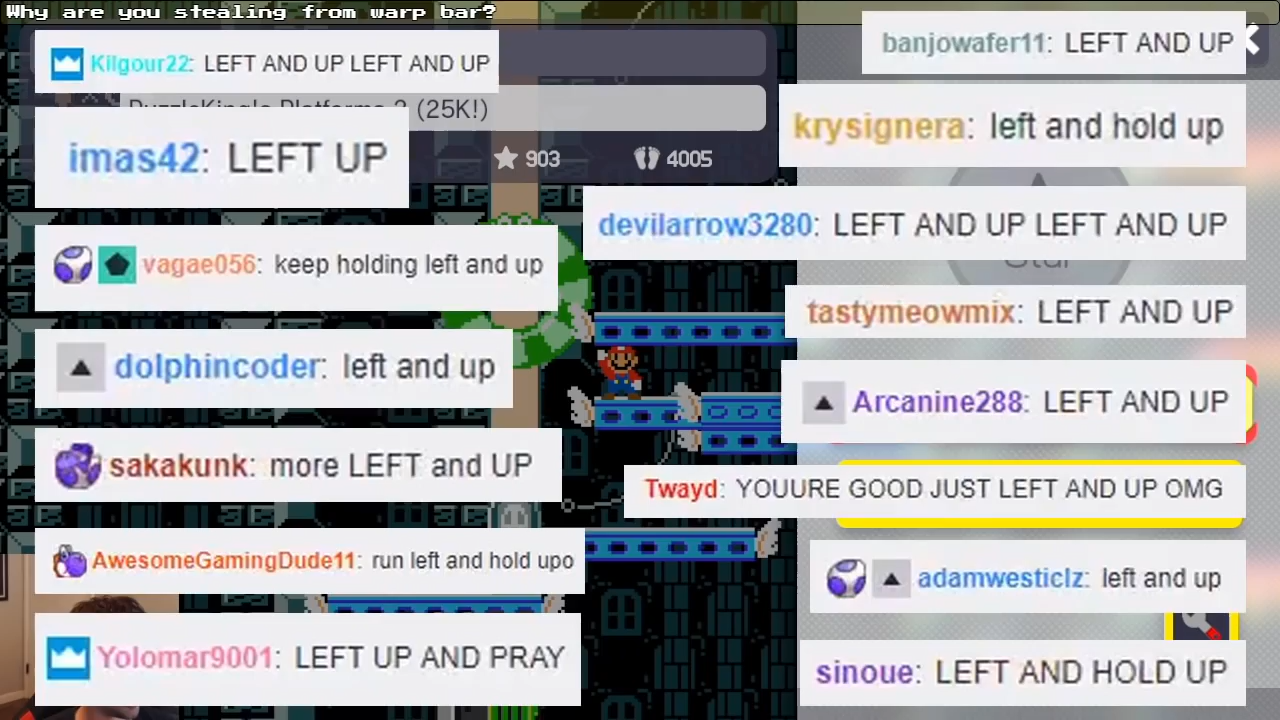 Why are you stealing from warp bar?
Kilgour22: LEFT AND UP LEFT AND UP
banjowafer11: LEFT AND UP
(25K!)
imas42: LEFT UP
krysignera: left and hold up
903
4005
devilarrow3280: LEFT AND UP LEFT AND UP
vagae056: keep holding left and up
tastymeowmix: LEFT AND UP
dolphincoder: left and up
Arcanine288: LEFT AND UP
sakakunk: more LEFT and UP
Twayd: YOUURE GOOD JUST LEFT AND UP OMG
AwesomeGamingDude11: run left and hold upo
adamwesticlz: left and up
Yolomar9001: LEFT UP AND PRAY
sinoue: LEFT AND HOLD UP